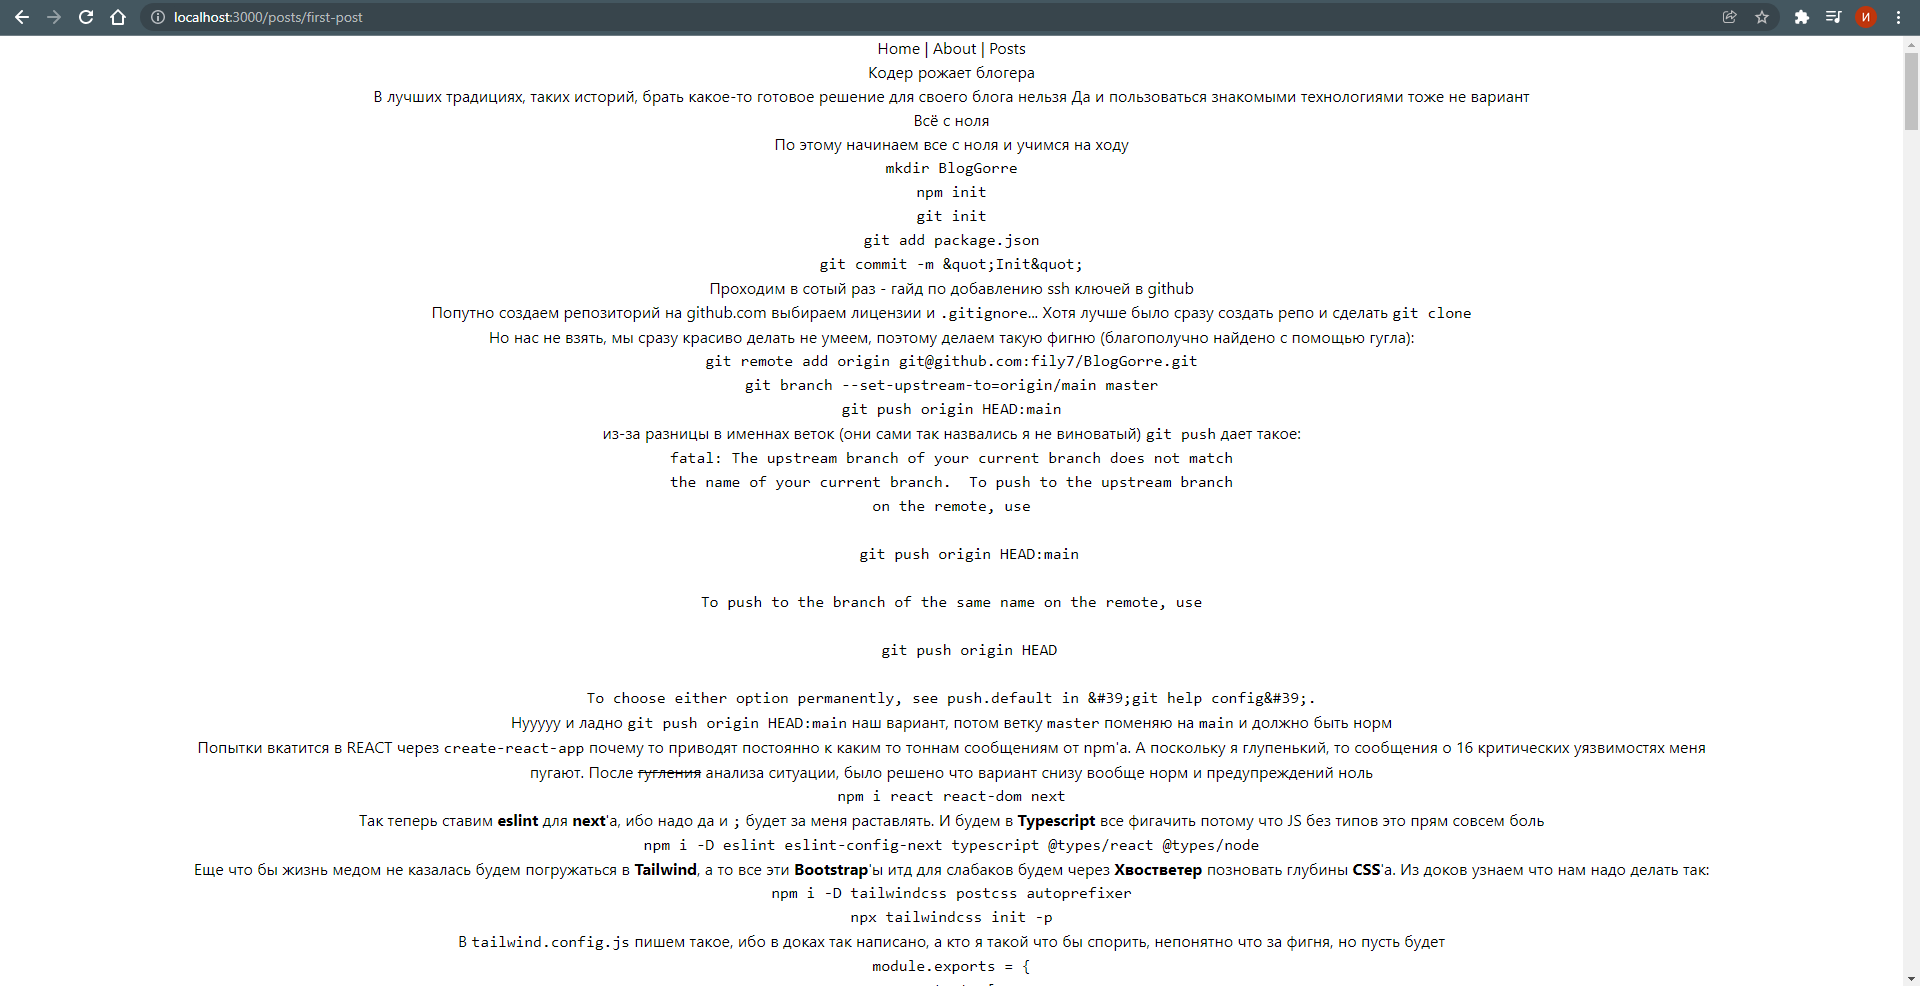 localhost:3000/posts/first-post
И
Home | About | Posts
Кодер рожает блогера
В лучших традициях, таких историй, брать какое-то готовое решение для своего блога нельзя Да и пользоваться знакомыми технологиями тоже не вариант
Всё с ноля
По этому начинаем все с ноля и учимся на ходу
mkdir BlogGorre
npm init
git init
git add package.json
git commit -m &quot;Init&quot;
Проходим в сотый раз - гайд по добавлению ssh ключей в github
Попутно создаем репозиторий на github.com выбираем лицензии и .gitignore... Хотя лучше было сразу создать репо и сделать git clone
Но нас не взять, мы сразу красиво делать не умеем, поэтому делаем такую фигню (благополучно найдено с помощью гугла):
git remote add origin git@github.com:fily7/BlogGorre.git
git branch --set-upstream-to=origin/main master
git push origin HEAD:main
из-за разницы в именнах веток (они сами так назвались я не виноватый) git push дает такое:
fatal: The upstream branch of your current branch does not match
the name of your current branch.  To push to the upstream branch
on the remote, use
git push origin HEAD:main
To push to the branch of the same name on the remote, use
git push origin HEAD
To choose either option permanently, see push.default in &#39;git help config&#39;.
Нууууу и ладно git push origin HEAD:main наш вариант, потом ветку master поменяю на main и должно быть норм
Попытки вкатится в REACT через create-react-app почему то приводят постоянно к каким то тоннам сообщениям от npm'а. А поскольку я глупенький, то сообщения о 16 критических уязвимостях меня
пугают. После гугления анализа ситуации, было решено что вариант снизу вообще норм и предупреждений ноль
npm i react react-dom next
Так теперь ставим eslint для next'а, ибо надо да и ; будет за меня раставлять. И будем в Typescript все фигачить потому что JS без типов это прям совсем боль
npm i -D eslint eslint-config-next typescript @types/react @types/node
Еще что бы жизнь медом не казалась будем погружаться в Tailwind, а то все эти Bootstrap'ы итд для слабаков будем через Хвостветер позновать глубины CSS'а. Из доков узнаем что нам надо делать так:
npm i -D tailwindcss postcss autoprefixer
npx tailwindcss init -p
В tailwind.config.js пишем такое, ибо в доках так написано, а кто я такой что бы спорить, непонятно что за фигня, но пусть будет
module.exports = {